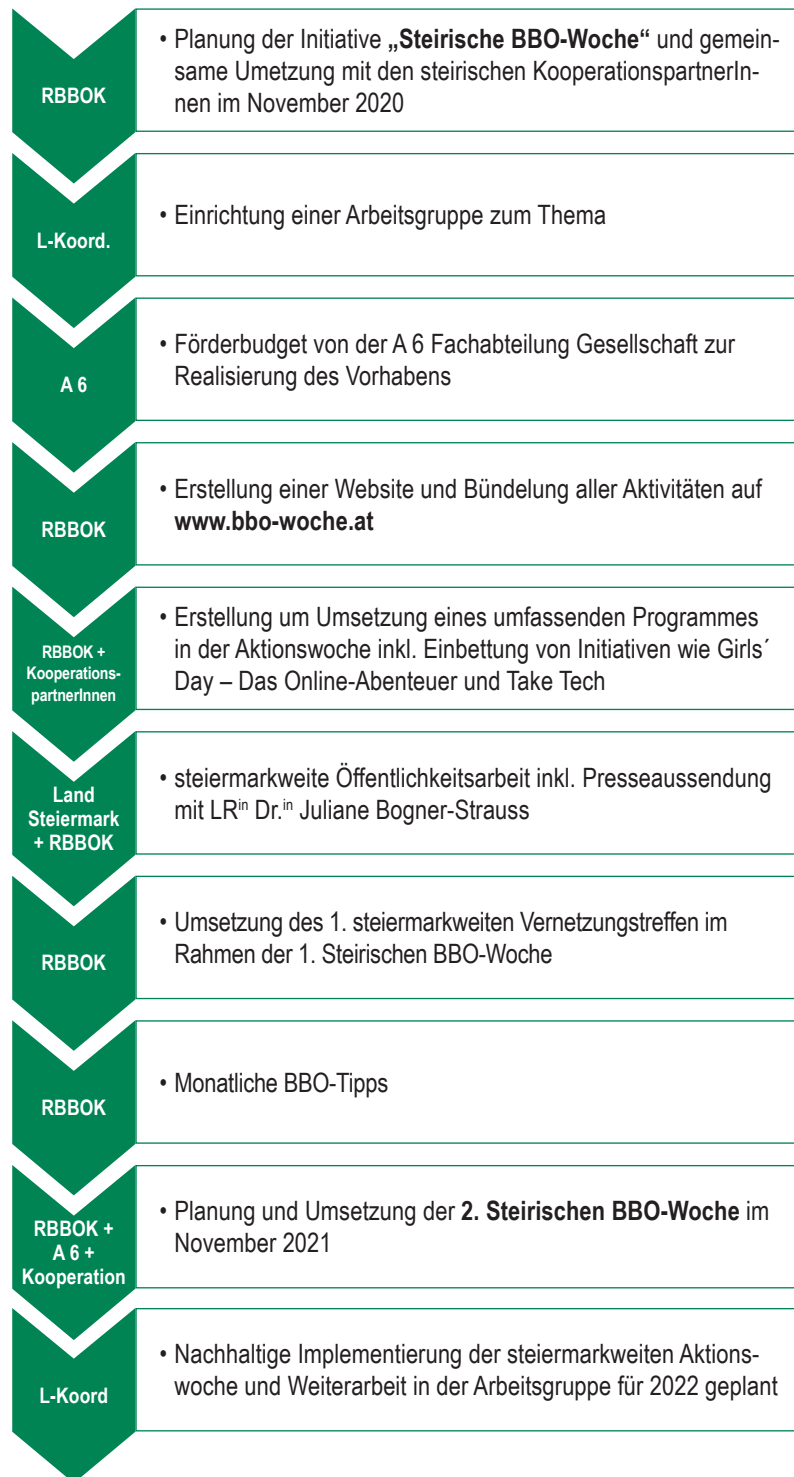 RBBOK
• Planung der Initiative „Steirische BBO-Woche“ und gemein-
same Umetzung mit den steirischen KooperationspartnerIn-
nen im November 2020
L-Koord.
• Einrichtung einer Arbeitsgruppe zum Thema
A 6
• Förderbudget von der A 6 Fachabteilung Gesellschaft zur
Realisierung des Vorhabens
RBBOK
• Erstellung einer Website und Bündelung aller Aktivitäten auf
www.bbo-woche.at
RBBOK +
Kooperations-
partnerInnen
• Erstellung um Umsetzung eines umfassenden Programmes
in der Aktionswoche inkl. Einbettung von Initiativen wie Girls´
Day – Das Online-Abenteuer und Take Tech
Land
Steiermark
+ RBBOK
• steiermarkweite Öffentlichkeitsarbeit inkl. Presseaussendung
mit LRin Dr.in Juliane Bogner-Strauss
RBBOK
• Umsetzung des 1. steiermarkweiten Vernetzungstreffen im
Rahmen der 1. Steirischen BBO-Woche
RBBOK
• Monatliche BBO-Tipps
RBBOK +
A 6 +
Kooperation
• Planung und Umsetzung der 2. Steirischen BBO-Woche im
November 2021
L-Koord
• Nachhaltige Implementierung der steiermarkweiten Aktions-
woche und Weiterarbeit in der Arbeitsgruppe für 2022 geplant